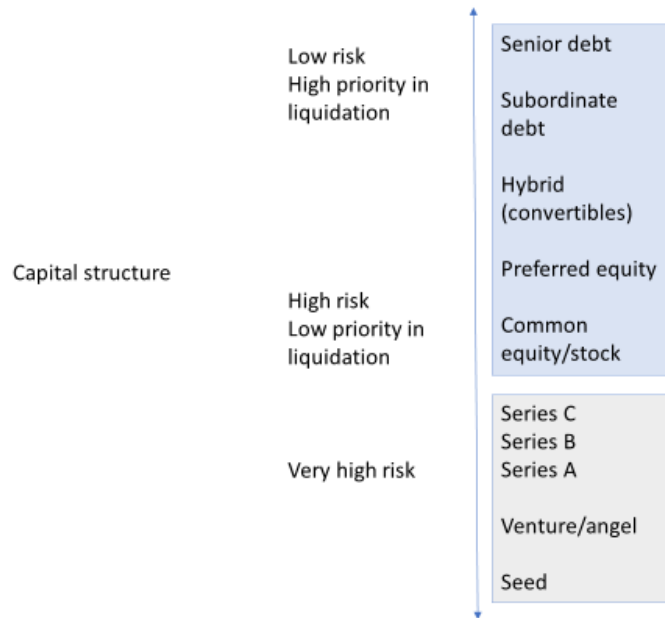 Capital structure
Low risk
High priority in
liquidation
High risk
Low priority in
liquidation
Very high risk
Senior debt
Subordinate
debt
Hybrid
(convertibles)
Preferred equity
Common
equity/stock
Series C
Series B
Series A
Venture/angel
Seed